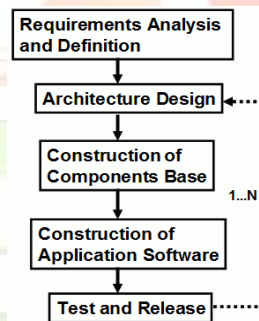 Requirements Analysis
and Definition
Architecture Design
Construction of
Components Base
1...N
Construction of
Application Software
Test and Release